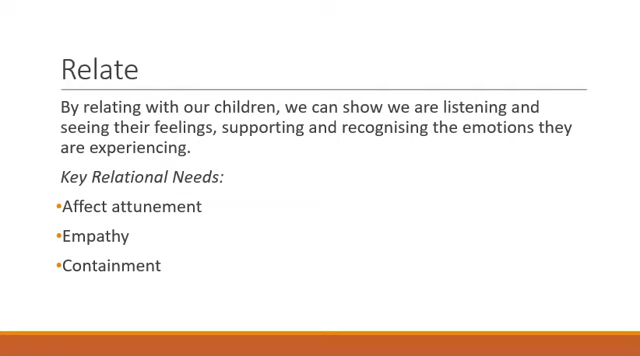 Relate
By relating with our children, we can show we are listening and
seeing their feelings, supporting and recognising the emotions they
are experiencing.
Key Relational Needs:
•Affect attunement
•Empathy
•Containment